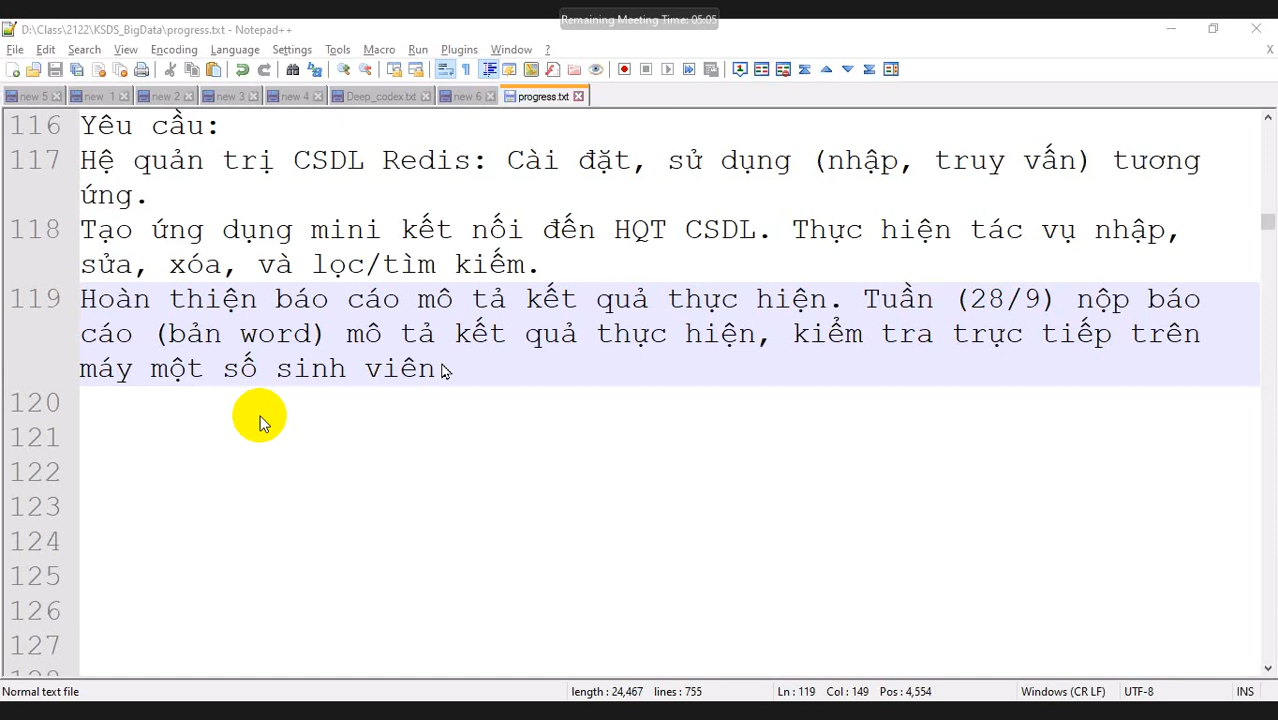 Remaining Meeting Time: 05:05
D:\Class\2122\KSDS_BigData\progress.txt - Notepad++
File Edit Search View Encoding Language Settings Tools Macro Run Plugins Window ? X
new 5 new 1 new 2 new 3 new 4 Deep_codex.txt new 6 progress.txt
116 Yêu cầu:
117 Hệ quản trị CSDL Redis: Cài đặt, sử dụng (nhập, truy vấn) tương
ứng.
118 Tạo ứng dụng mini kết nối đến HQT CSDL. Thực hiện tác vụ nhập,
sửa, xóa, và lọc/tìm kiếm.
119 Hoàn thiện báo cáo mô tả kết quả thực hiện. Tuần (28/9) nộp báo
cáo (bản word) mô tả kết quả thực hiện, kiểm tra trực tiếp trên
máy một số sinh viên
120
121
122
123
124
125
126
127
Normal text file length : 24,467 lines : 755 Ln : 119 Col : 149 Pos : 4,554 Windows (CR LF) UTF-8 INS